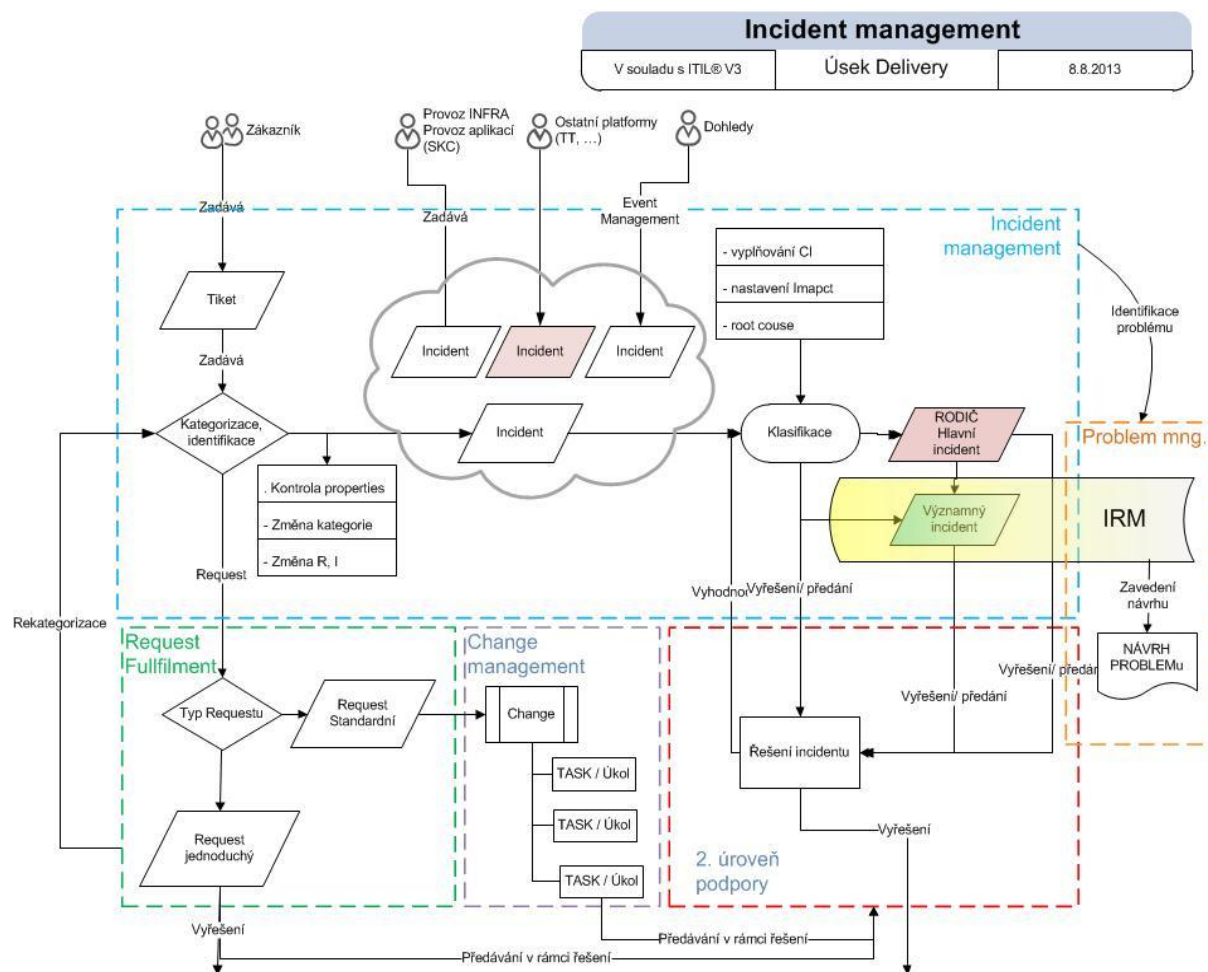 Incident management
V souladu s ITIL® V3
Úsek Delivery
8.8.2013
Zákazník
Provoz INFRA
Provoz aplikací
(SKC)
Ostatní platformy
(TT, ...)
Dohledy
Zadává
Zadává
Event
Management
Incident
management
- vyplňování CI
- nastavení Imapct
- root couse
Identifikace
problému
Tiket
Incident
Incident
Incident
Zadává
Kategorizace,
identifikace
Incident
Klasifikace
RODIČ
Hlavní
incident
Problem mng.
. Kontrola properties
- Změna kategorie
- Změna R, I
Významný
incident
IRM
Request
Vyhodnoc
Vyřešení/ předání
Zavedení
návrhu
Rekategorizace
Request
Fullfilment
Change
management
NÁVRH
PROBLEMu
Vyřešení/ předání
Vyřešení/ předán
Typ Requestu
Request
Standardní
Change
Řešení incidentu
TASK / Úkol
TASK / Úkol
TASK / Úkol
Request
jednoduchý
Vyřešení
2. úroveň
podpory
Vyřešení
Předávání v rámci řešení
Předávání v rámci řešení